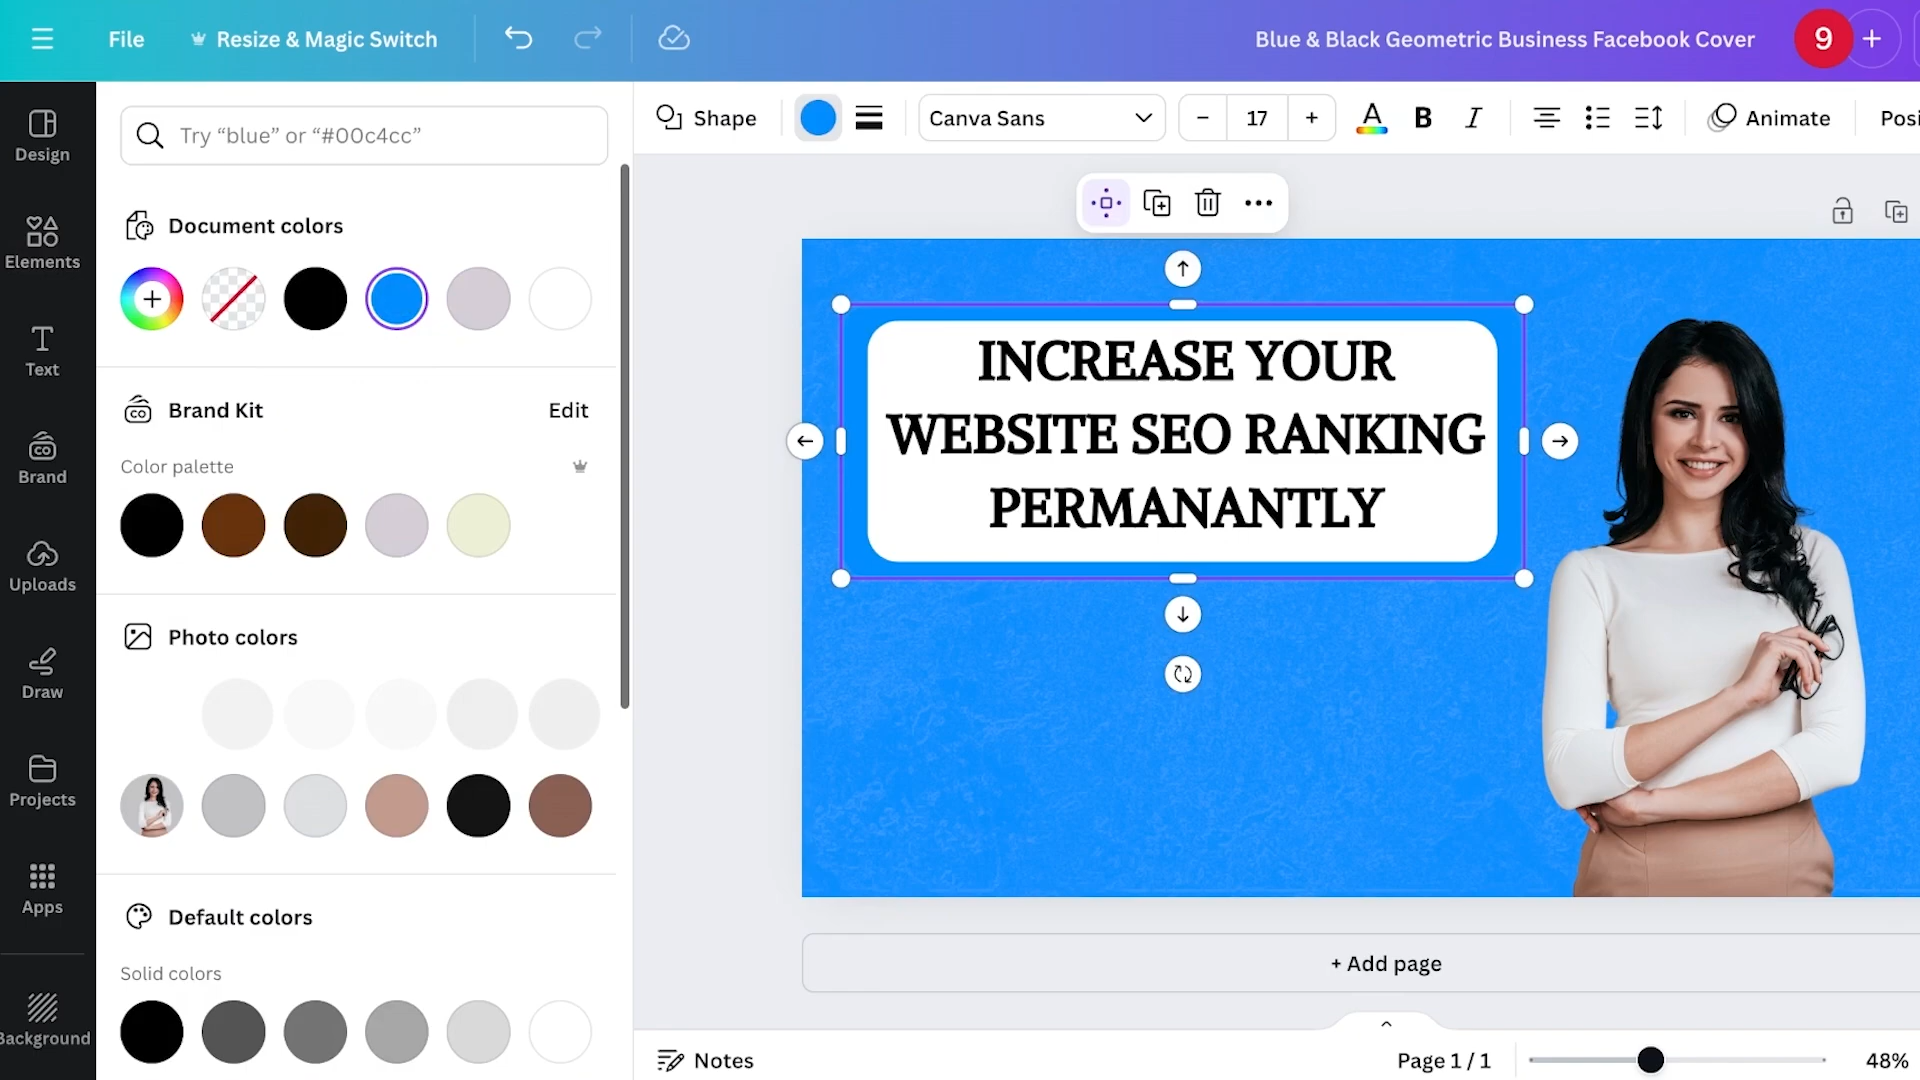 File
Resize & Magic Switch
Blue & Black Geometric Business Facebook Cover
9
Design
Elements
Text
Brand
Uploads
Draw
Projects
Apps
Background
Try “blue” or “#00c4cc”
Document colors
Brand Kit
Edit
Color palette
Photo colors
Default colors
Solid colors
Shape
Canva Sans
17
A
B
I
Animate
Posi
INCREASE YOUR
WEBSITE SEO RANKING
PERMANANTLY
+ Add page
Notes
Page 1 / 1
48%